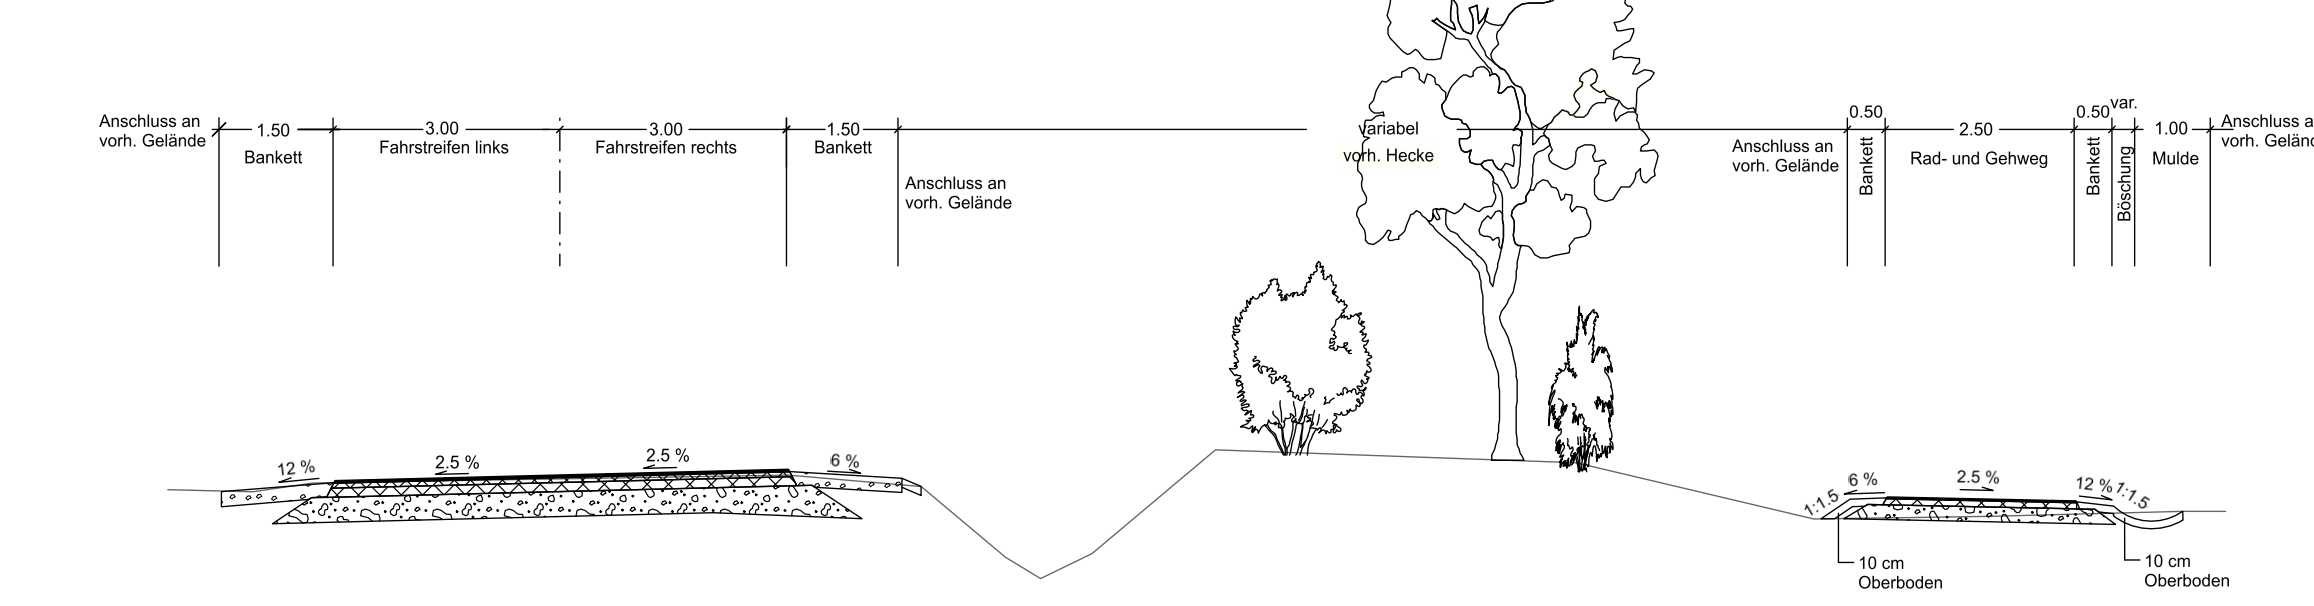 Anschluss an
vorh. Gelände
1.50
Bankett
3.00
Fahrstreifen links
3.00
Fahrstreifen rechts
1.50
Bankett
Anschluss an
vorh. Gelände
variabel
vorh. Hecke
Anschluss an
vorh. Gelände
0.50
Bankett
2.50
Rad- und Gehweg
0.50
Bankett
var.
Böschung
1.00
Mulde
Anschluss a
vorh. Gelän
12 %
2.5 %
2.5 %
6 %
1:1.5
6 %
2.5 %
12 %
1:1.5
10 cm
Oberboden
10 cm
Oberboden